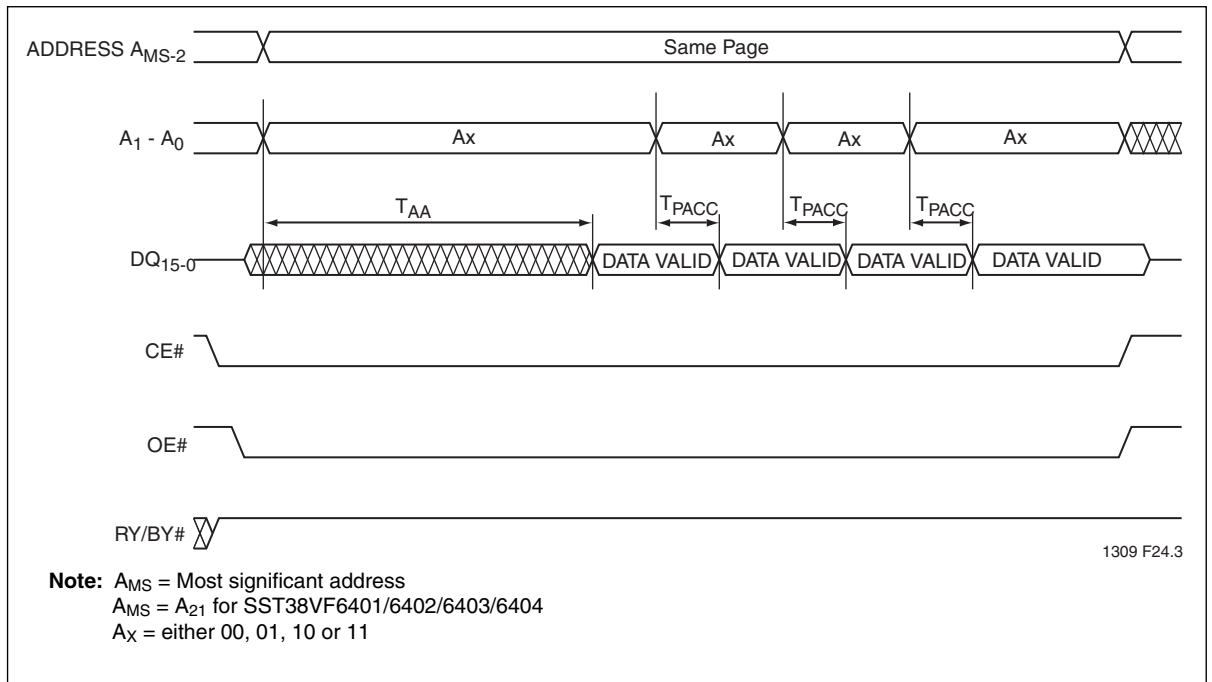 ADDRESS AMS-2
Same Page
A1 - A0
Ax
Ax
Ax
Ax
TAA
TPACC
TPACC
TPACC
DQ15-0
DATA VALID
DATA VALID
DATA VALID
DATA VALID
CE#
OE#
RY/BY#
1309 F24.3
Note: AMS = Most significant address
AMS = A21 for SST38VF6401/6402/6403/6404
AX = either 00, 01, 10 or 11